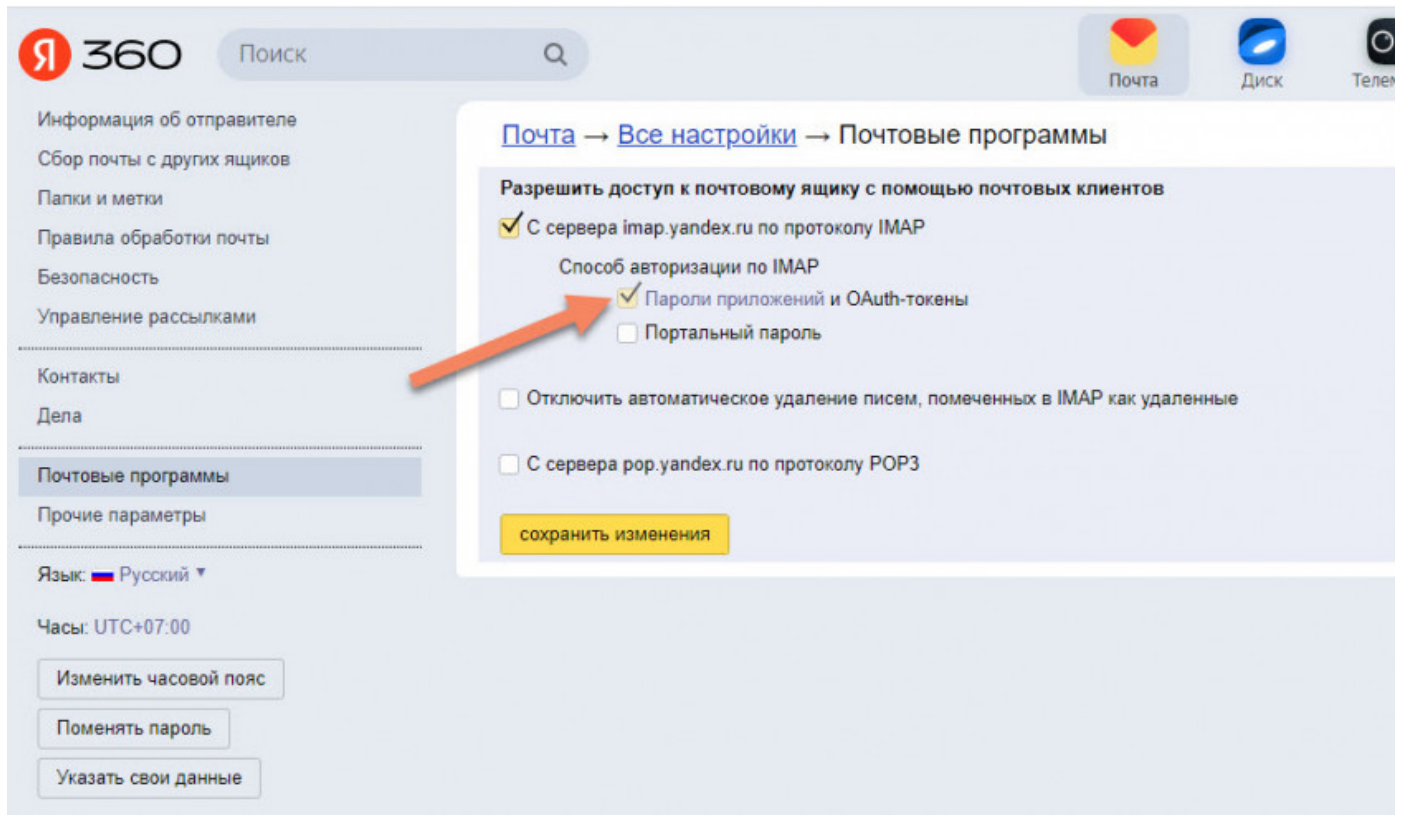 Я 360
Поиск
Почта
Диск
Информация об отправителе
Сбор почты с других ящиков
Папки и метки
Правила обработки почты
Безопасность
Управление рассылками
Контакты
Дела
Почтовые программы
Прочие параметры
Язык: Русский
Часы: UTC+07:00
Изменить часовой пояс
Поменять пароль
Указать свои данные
Почта → Все настройки → Почтовые программы
Разрешить доступ к почтовому ящику с помощью почтовых клиентов
С сервера imap.yandex.ru по протоколу IMAP
Способ авторизации по IMAP
Пароли приложений и OAuth-токены
Портальный пароль
Отключить автоматическое удаление писем, помеченных в IMAP как удаленные
С сервера pop.yandex.ru по протоколу POP3
сохранить изменения